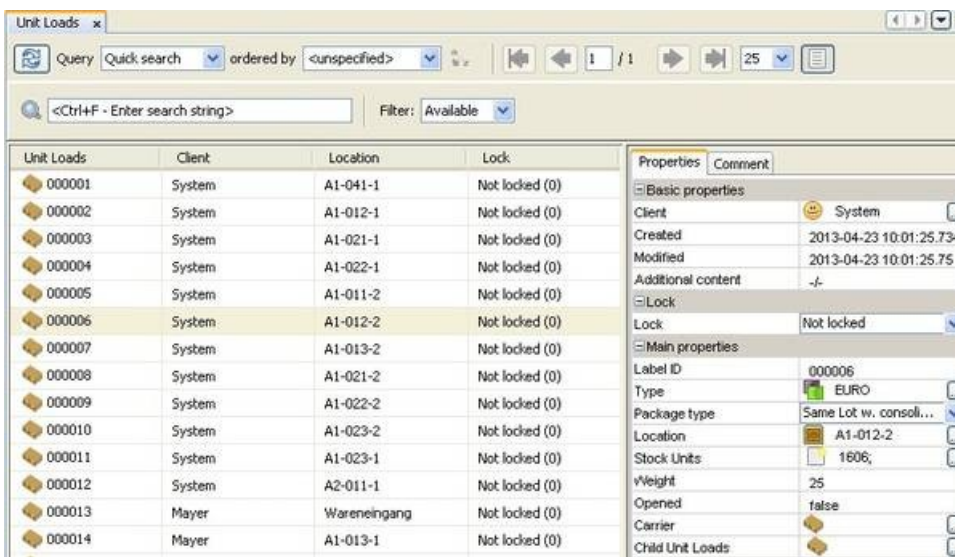 Unit Loads x
Query Quick search ordered by <unspecified> 1 / 1 25
<Ctrl+F - Enter search string> Filter: Available
Unit Loads Client Location Lock
000001 System A1-041-1 Not locked (0)
000002 System A1-012-1 Not locked (0)
000003 System A1-021-1 Not locked (0)
000004 System A1-022-1 Not locked (0)
000005 System A1-011-2 Not locked (0)
000006 System A1-012-2 Not locked (0)
000007 System A1-013-2 Not locked (0)
000008 System A1-021-2 Not locked (0)
000009 System A1-022-2 Not locked (0)
000010 System A1-023-2 Not locked (0)
000011 System A1-023-1 Not locked (0)
000012 System A2-011-1 Not locked (0)
000013 Mayer Wareneingang Not locked (0)
000014 Mayer A1-013-1 Not locked (0)
Properties Comment
Basic properties
Client System
Created 2013-04-23 10:01:25.73
Modified 2013-04-23 10:01:25.75
Additional content -/-
Lock
Lock Not locked
Main properties
Label ID 000006
Type EURO
Package type Same Lot w. consoli...
Location A1-012-2
Stock Units 1606;
Weight 25
Opened false
Carrier
Child Unit Loads